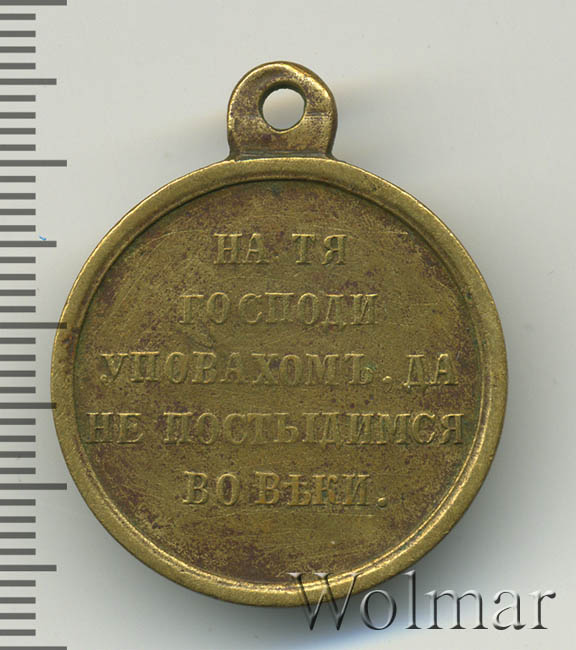 НА ТЯ
ГОСПОДИ
УПОВАХОМЪ. ДА
НЕ ПОСТЫДИМСЯ
ВО ВѢКИ.
Wolmar